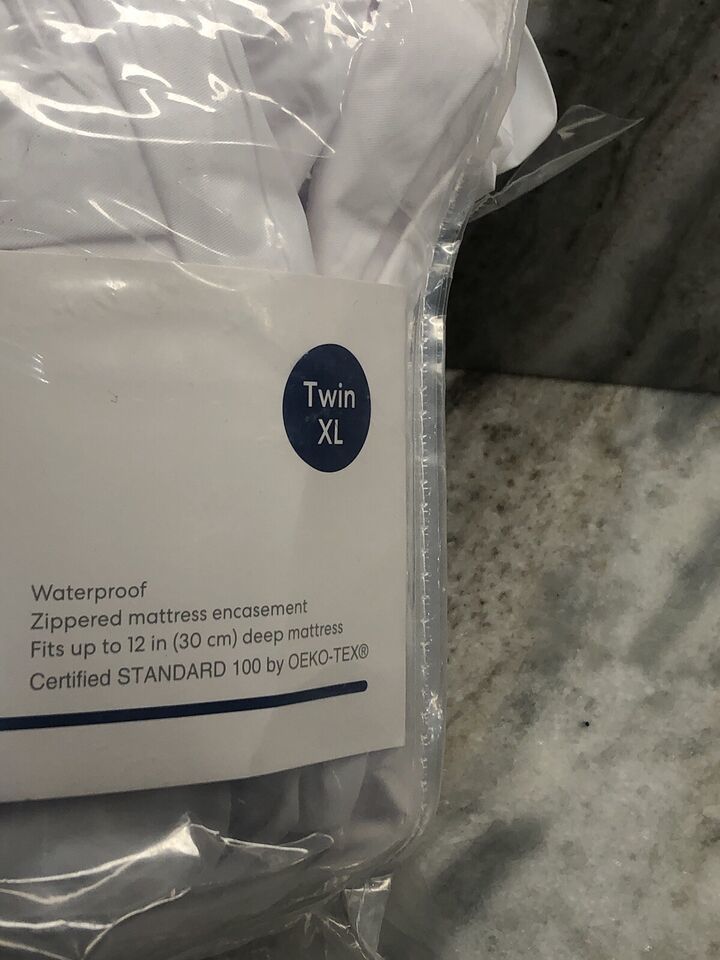 Twin
XL
Waterproof
Zippered mattress encasement
Fits up to 12 in (30 cm) deep mattress
Certified STANDARD 100 by OEKO-TEX®